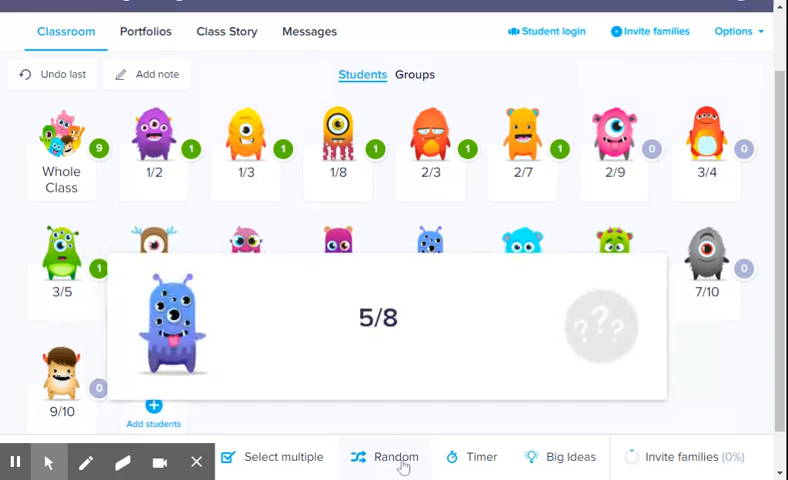 Classroom Portfolios Class Story Messages Student login Invite families Options
Undo last Add note Students Groups
9 1 1 1 1 1 0 0
Whole Class 1/2 1/3 1/8 2/3 2/7 2/9 3/4
1 0
3/5 7/10
5/8 ???
0
9/10 Add students
Select multiple Random Timer Big Ideas Invite families (0%)